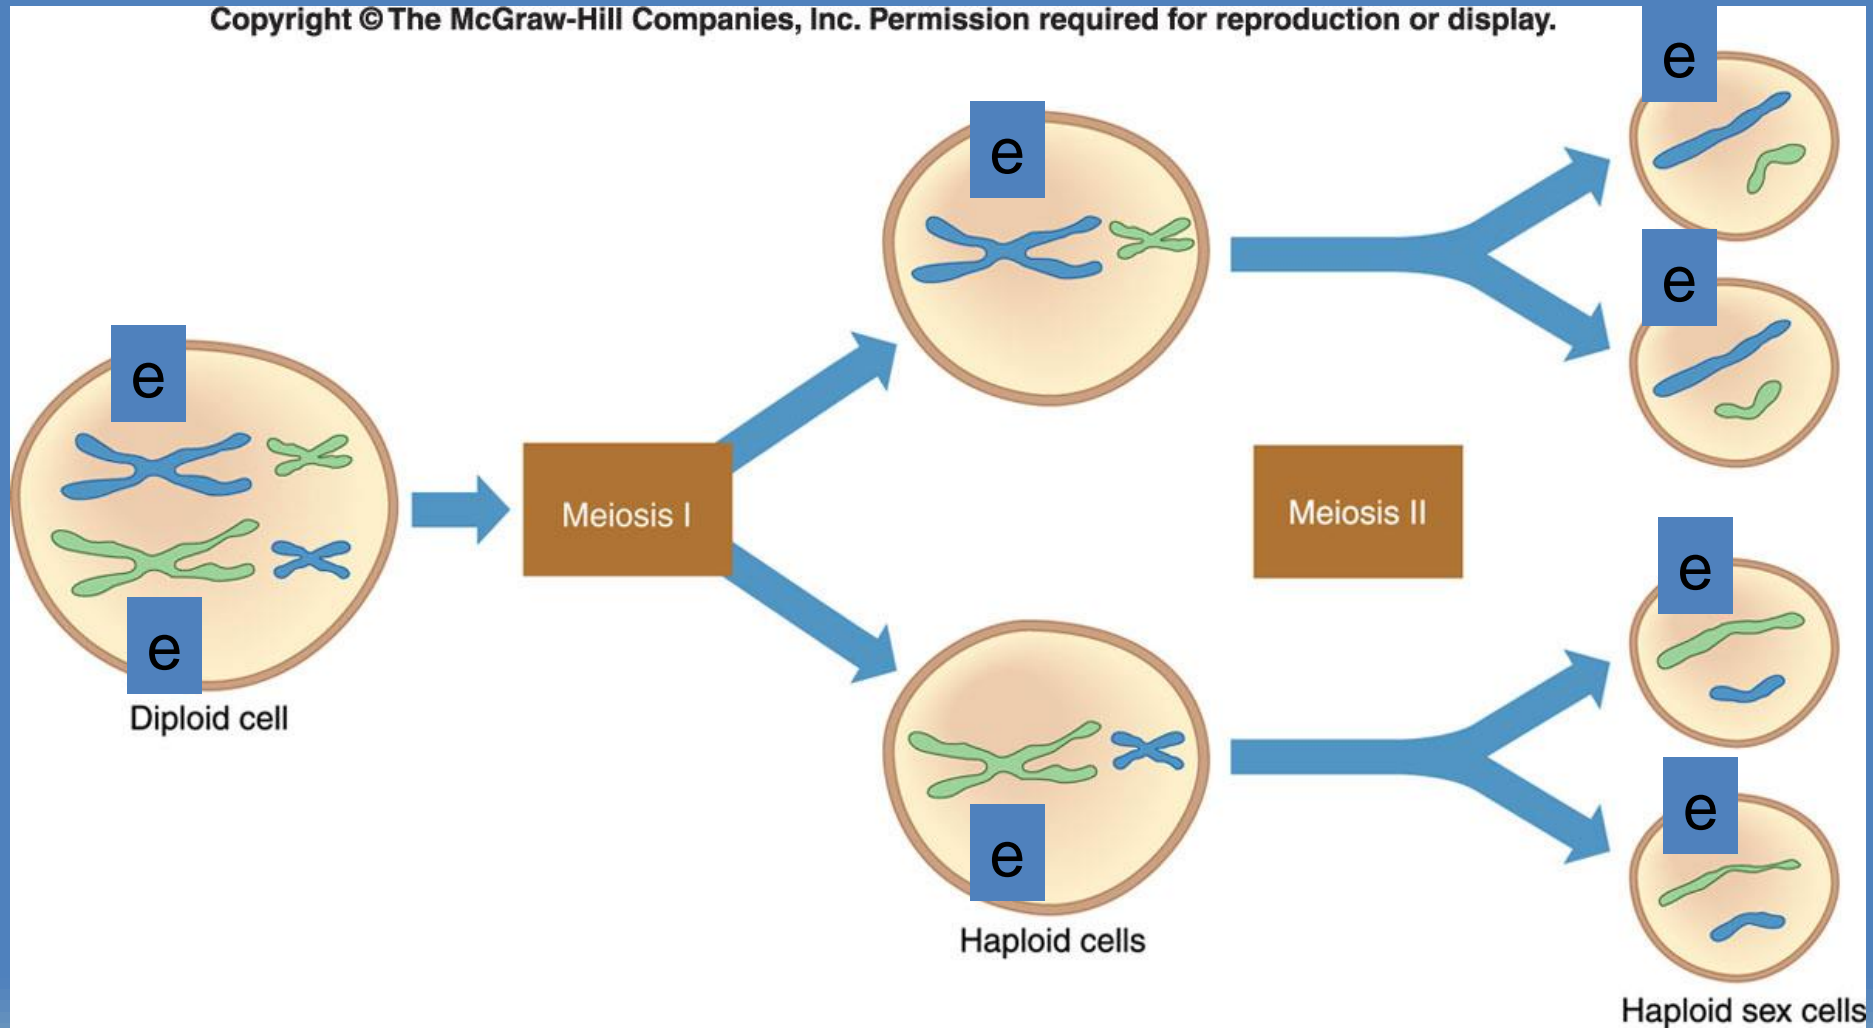 Copyright © The McGraw-Hill Companies, Inc. Permission required for reproduction or display.
e
e
e
e
e
Meiosis I
Meiosis II
e
e
Diploid cell
e
e
Haploid cells
Haploid sex cells